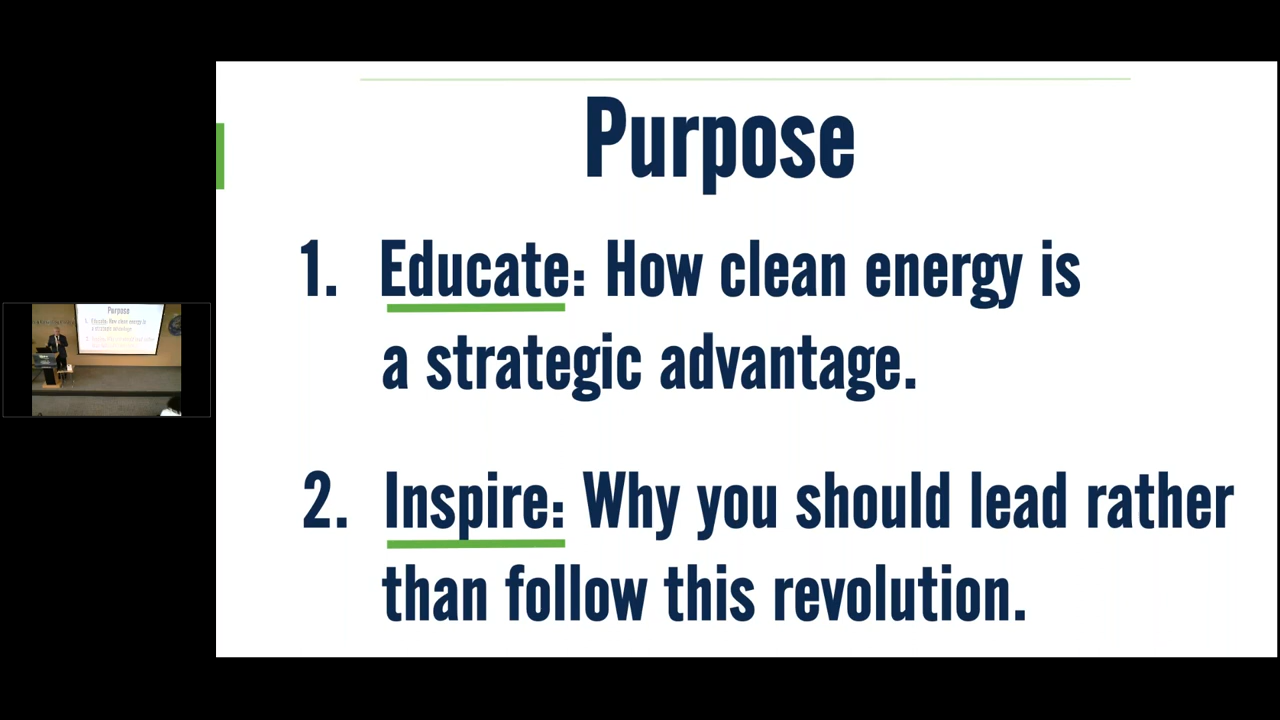 Purpose
1. Educate: How clean energy is
a strategic advantage.
2. Inspire: Why you should lead rather
than follow this revolution.
Purpose